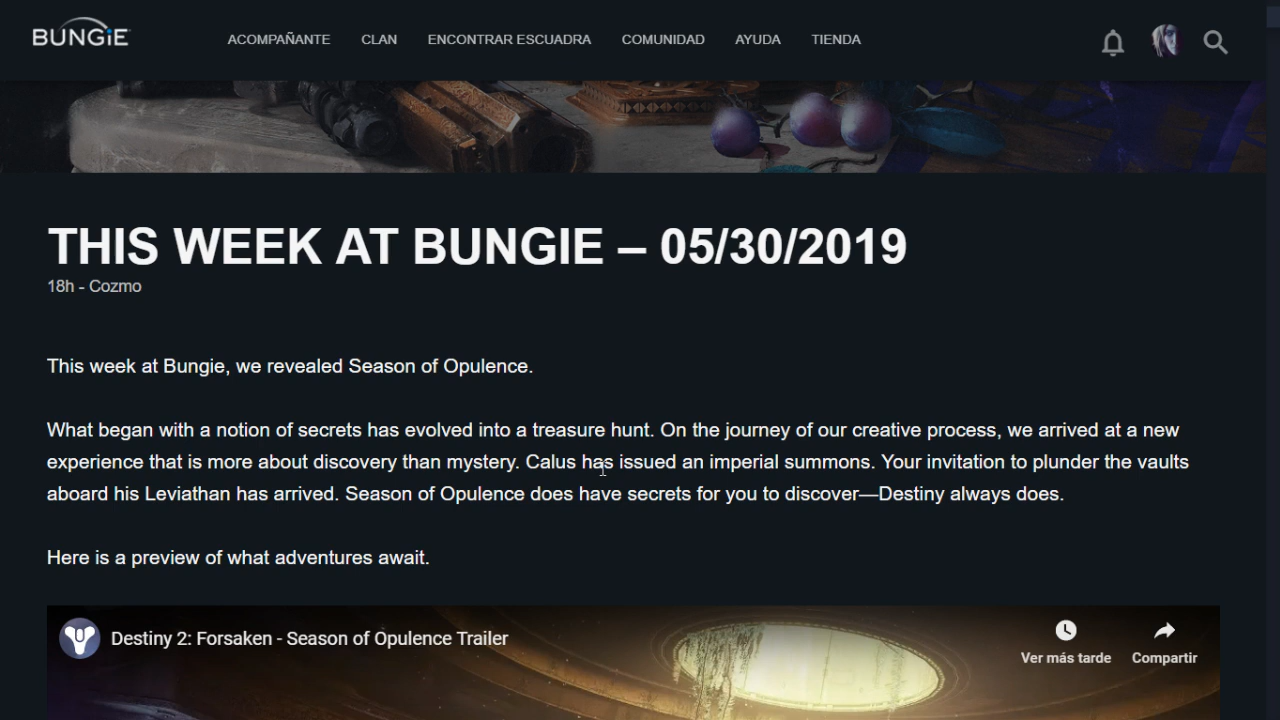 BUNGiE
ACOMPAÑANTE CLAN ENCONTRAR ESCUADRA COMUNIDAD AYUDA TIENDA
THIS WEEK AT BUNGIE – 05/30/2019
18h - Cozmo
This week at Bungie, we revealed Season of Opulence.
What began with a notion of secrets has evolved into a treasure hunt. On the journey of our creative process, we arrived at a new
experience that is more about discovery than mystery. Calus has issued an imperial summons. Your invitation to plunder the vaults
aboard his Leviathan has arrived. Season of Opulence does have secrets for you to discover—Destiny always does.
Here is a preview of what adventures await.
Destiny 2: Forsaken - Season of Opulence Trailer
Ver más tarde Compartir